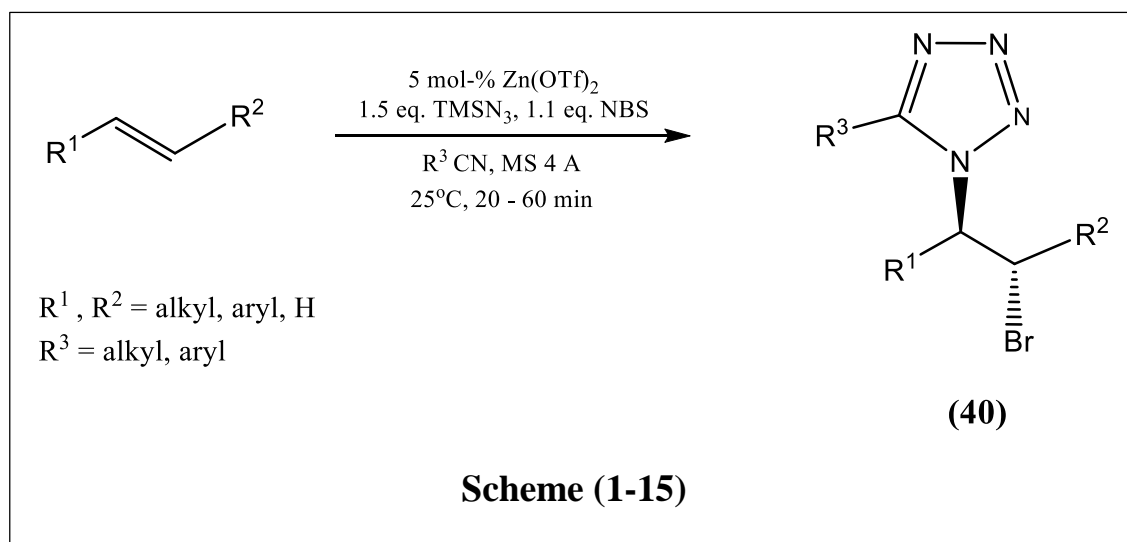 R¹
R²
5 mol-% Zn(OTf)₂
1.5 eq. TMSN₃, 1.1 eq. NBS
R³ CN, MS 4 A
25°C, 20 - 60 min
N
N
N
N
R³
R¹
R²
Br
R¹ , R² = alkyl, aryl, H
R³ = alkyl, aryl
(40)
Scheme (1-15)